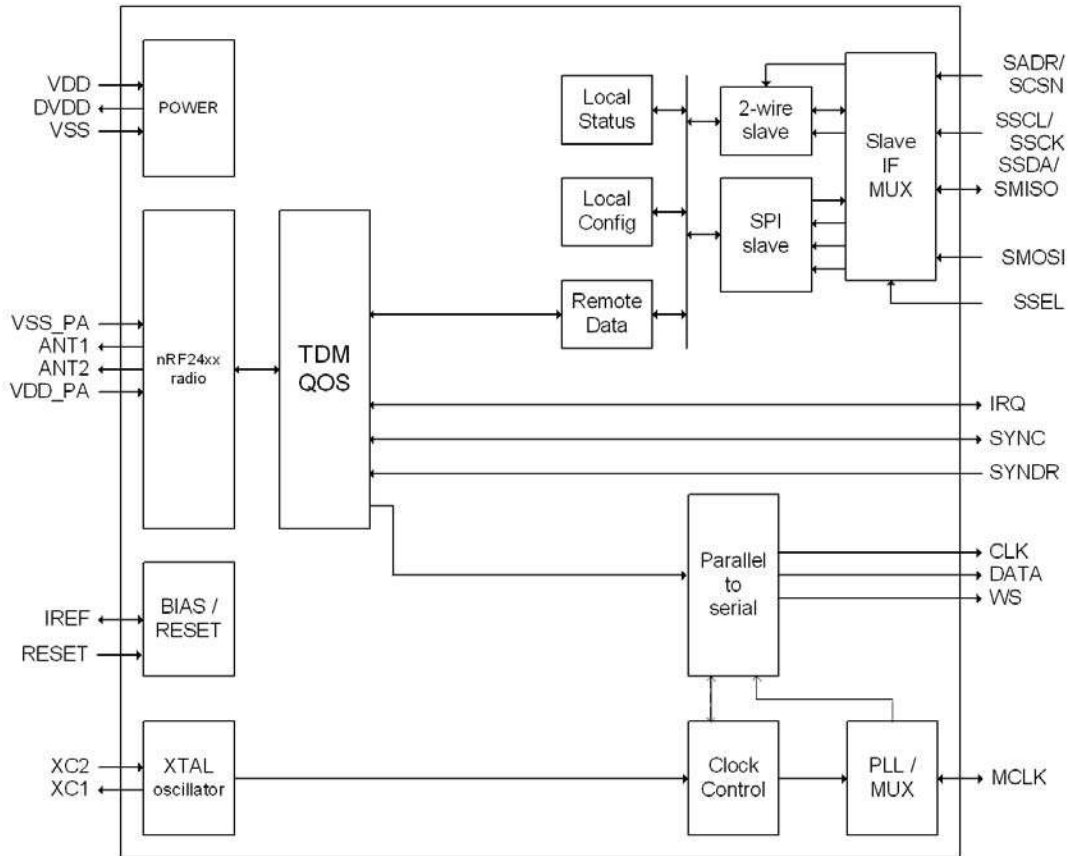 VDD
DVDD
VSS
POWER
VSS_PA
ANT1
ANT2
VDD_PA
nRF24xx
radio
TDM
QOS
IREF
RESET
BIAS /
RESET
XC2
XC1
XTAL
oscillator
Local
Status
Local
Config
Remote
Data
2-wire
slave
SPI
slave
Slave
IF
MUX
SADR/
SCSN
SSCL/
SSCK
SSDA/
SMISO
SMOSI
SSEL
IRQ
SYNC
SYNDR
Parallel
to
serial
CLK
DATA
WS
Clock
Control
PLL /
MUX
MCLK